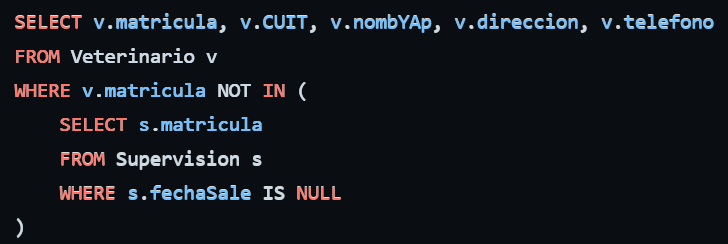 SELECT v.matricula, v.CUIT, v.nombYAp, v.direccion, v.telefono
FROM Veterinario v
WHERE v.matricula NOT IN (
    SELECT s.matricula
    FROM Supervision s
    WHERE s.fechaSale IS NULL
)